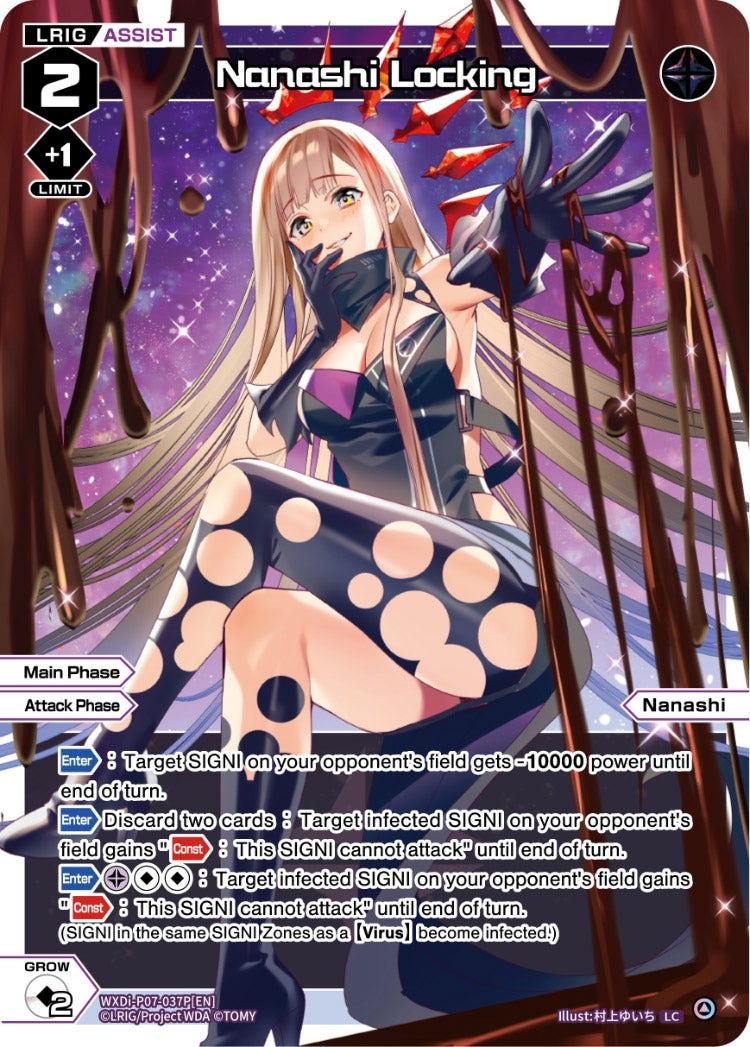 LRIG ASSIST
2
Nanashi Locking
+1
LIMIT
Main Phase
Attack Phase
Nanashi
Enter : Target SIGNI on your opponent's field gets -10000 power until
end of turn.
Enter Discard two cards : Target infected SIGNI on your opponent's
field gains " Const : This SIGNI cannot attack" until end of turn.
Enter : Target infected SIGNI on your opponent's field gains
" Const : This SIGNI cannot attack" until end of turn.
(SIGNI in the same SIGNI Zones as a 【Virus】 become infected.)
GROW
2
WXDi-P07-037P[EN]
©LRIG/Project WDA ©TOMY
Illust:村上ゆいち LC